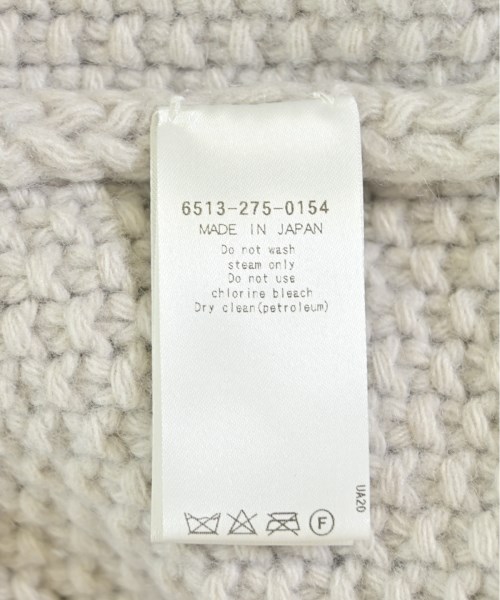 6513-275-0154
MADE IN JAPAN
Do not wash
steam only
Do not use
chlorine bleach
Dry clean(petroleum)
UA20
F